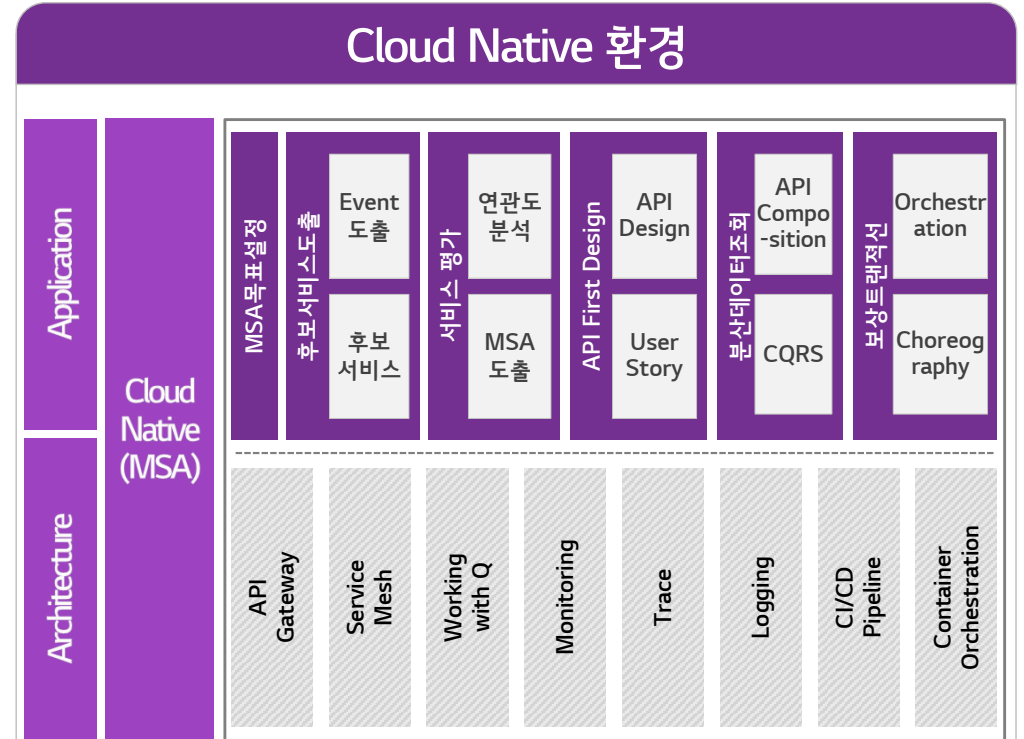 Cloud Native 환경
Application
Cloud
Native
(MSA)
MSA목표설정
후보서비스도출
Event
도출
후보
서비스
서비스 평가
연관도
분석
MSA
도출
API First Design
API
Design
User
Story
분산데이터조회
API
Compo
-sition
CQRS
보상트랜젝션
Orchestr
ation
Choreog
raphy
Architecture
API
Gateway
Service
Mesh
Working
with Q
Monitoring
Trace
Logging
CI/CD
Pipeline
Container
Orchestration